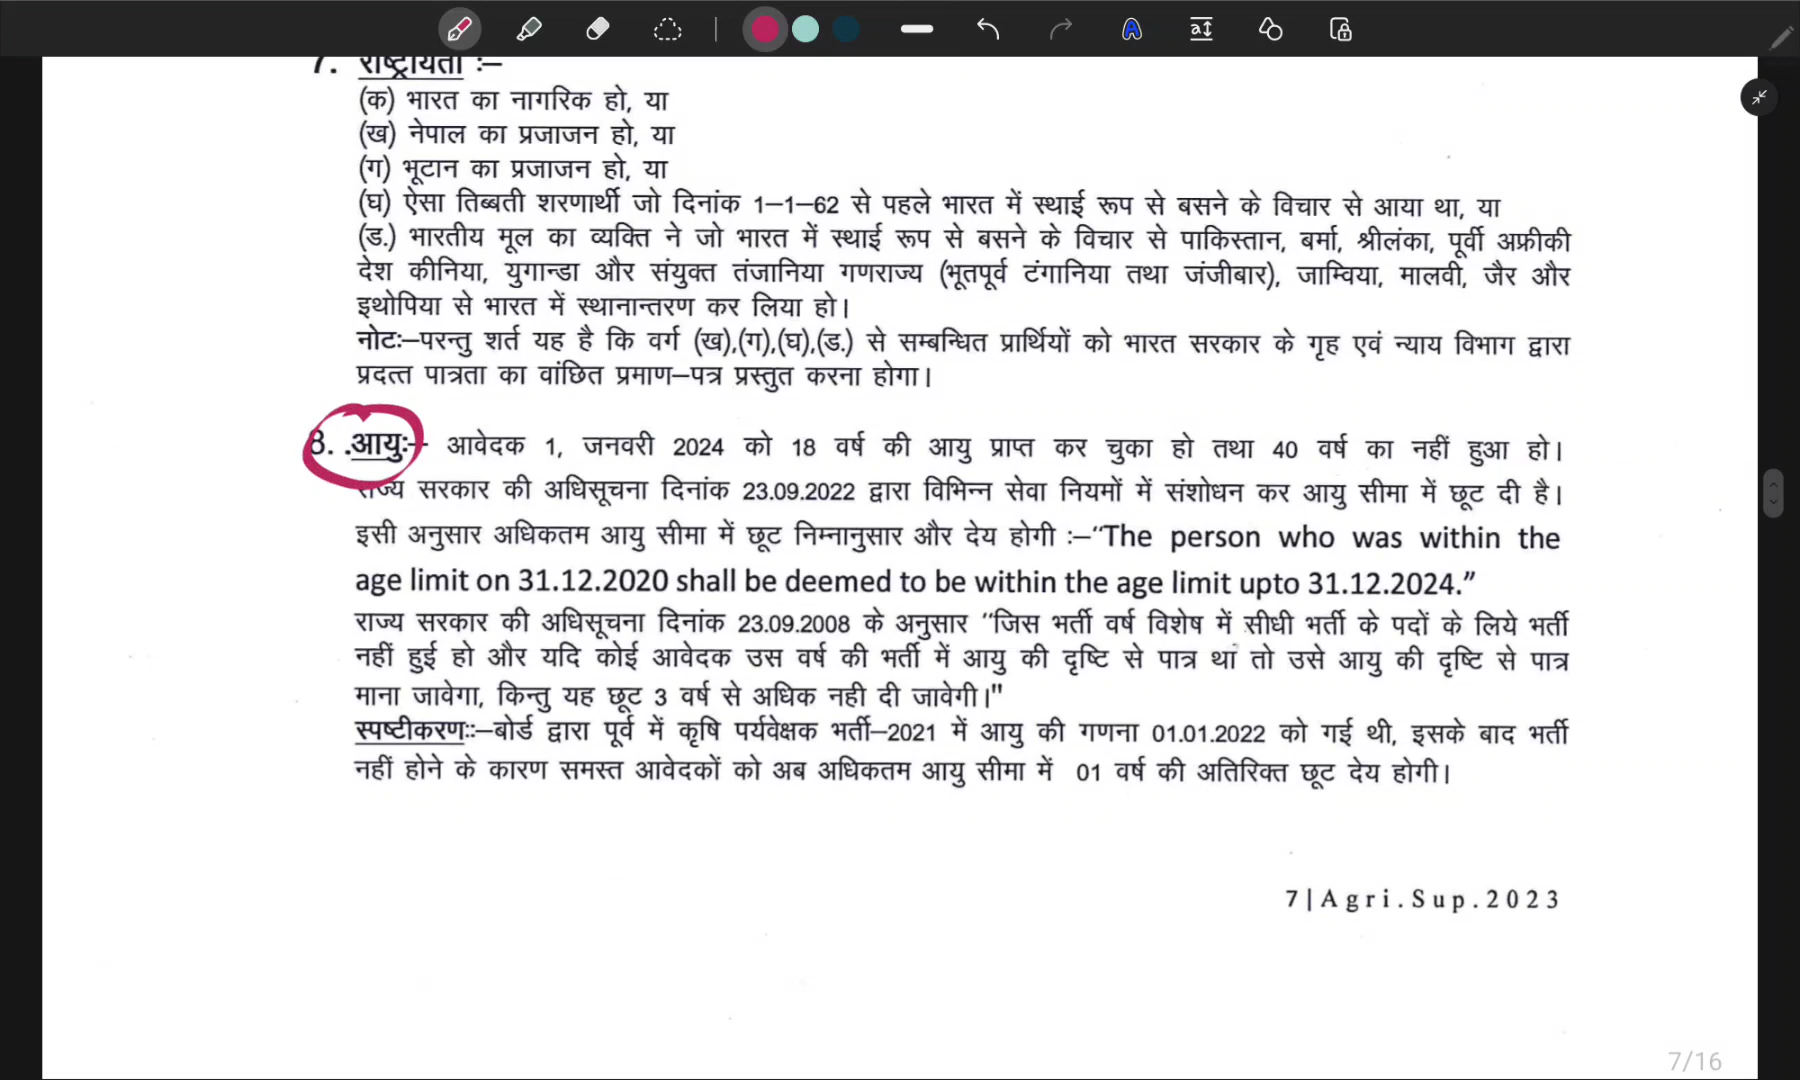 7. राष्ट्रीयता :–
(क) भारत का नागरिक हो, या
(ख) नेपाल का प्रजाजन हो, या
(ग) भूटान का प्रजाजन हो, या
(घ) ऐसा तिब्बती शरणार्थी जो दिनांक 1–1–62 से पहले भारत में स्थाई रूप से बसने के विचार से आया था, या
(ड.) भारतीय मूल का व्यक्ति ने जो भारत में स्थाई रूप से बसने के विचार से पाकिस्तान, बर्मा, श्रीलंका, पूर्वी अफ्रीकी
देश कीनिया, युगान्डा और संयुक्त तंजानिया गणराज्य (भूतपूर्व टंगानिया तथा जंजीबार), जाम्विया, मालवी, जैर और
इथोपिया से भारत में स्थानान्तरण कर लिया हो।
नोटः–परन्तु शर्त यह है कि वर्ग (ख),(ग),(घ),(ड.) से सम्बन्धित प्रार्थियों को भारत सरकार के गृह एवं न्याय विभाग द्वारा
प्रदत्त पात्रता का वांछित प्रमाण–पत्र प्रस्तुत करना होगा।
8. .आयुः– आवेदक 1, जनवरी 2024 को 18 वर्ष की आयु प्राप्त कर चुका हो तथा 40 वर्ष का नहीं हुआ हो।
राज्य सरकार की अधिसूचना दिनांक 23.09.2022 द्वारा विभिन्न सेवा नियमों में संशोधन कर आयु सीमा में छूट दी है।
इसी अनुसार अधिकतम आयु सीमा में छूट निम्नानुसार और देय होगी :–“The person who was within the
age limit on 31.12.2020 shall be deemed to be within the age limit upto 31.12.2024.”
राज्य सरकार की अधिसूचना दिनांक 23.09.2008 के अनुसार “जिस भर्ती वर्ष विशेष में सीधी भर्ती के पदों के लिये भर्ती
नहीं हुई हो और यदि कोई आवेदक उस वर्ष की भर्ती में आयु की दृष्टि से पात्र था तो उसे आयु की दृष्टि से पात्र
माना जावेगा, किन्तु यह छूट 3 वर्ष से अधिक नही दी जावेगी।"
स्पष्टीकरणः:–बोर्ड द्वारा पूर्व में कृषि पर्यवेक्षक भर्ती–2021 में आयु की गणना 01.01.2022 को गई थी, इसके बाद भर्ती
नहीं होने के कारण समस्त आवेदकों को अब अधिकतम आयु सीमा में 01 वर्ष की अतिरिक्त छूट देय होगी।
7|Agri.Sup.2023
7/16